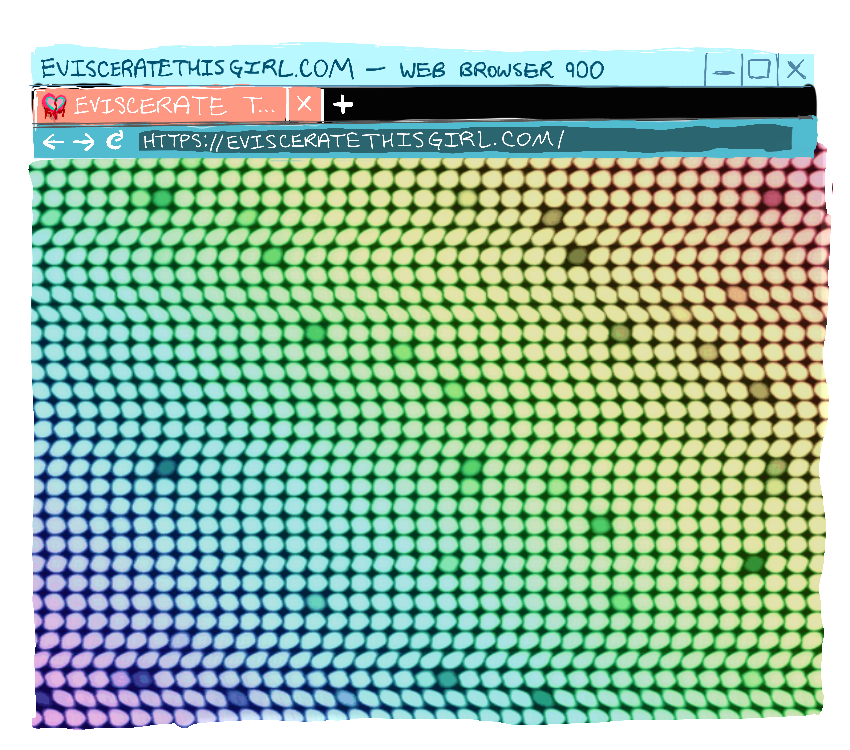 EVISCERATETHISGIRL.COM — WEB BROWSER 900
EVISCERATE T... X +
HTTPS://EVISCERATETHISGIRL.COM/